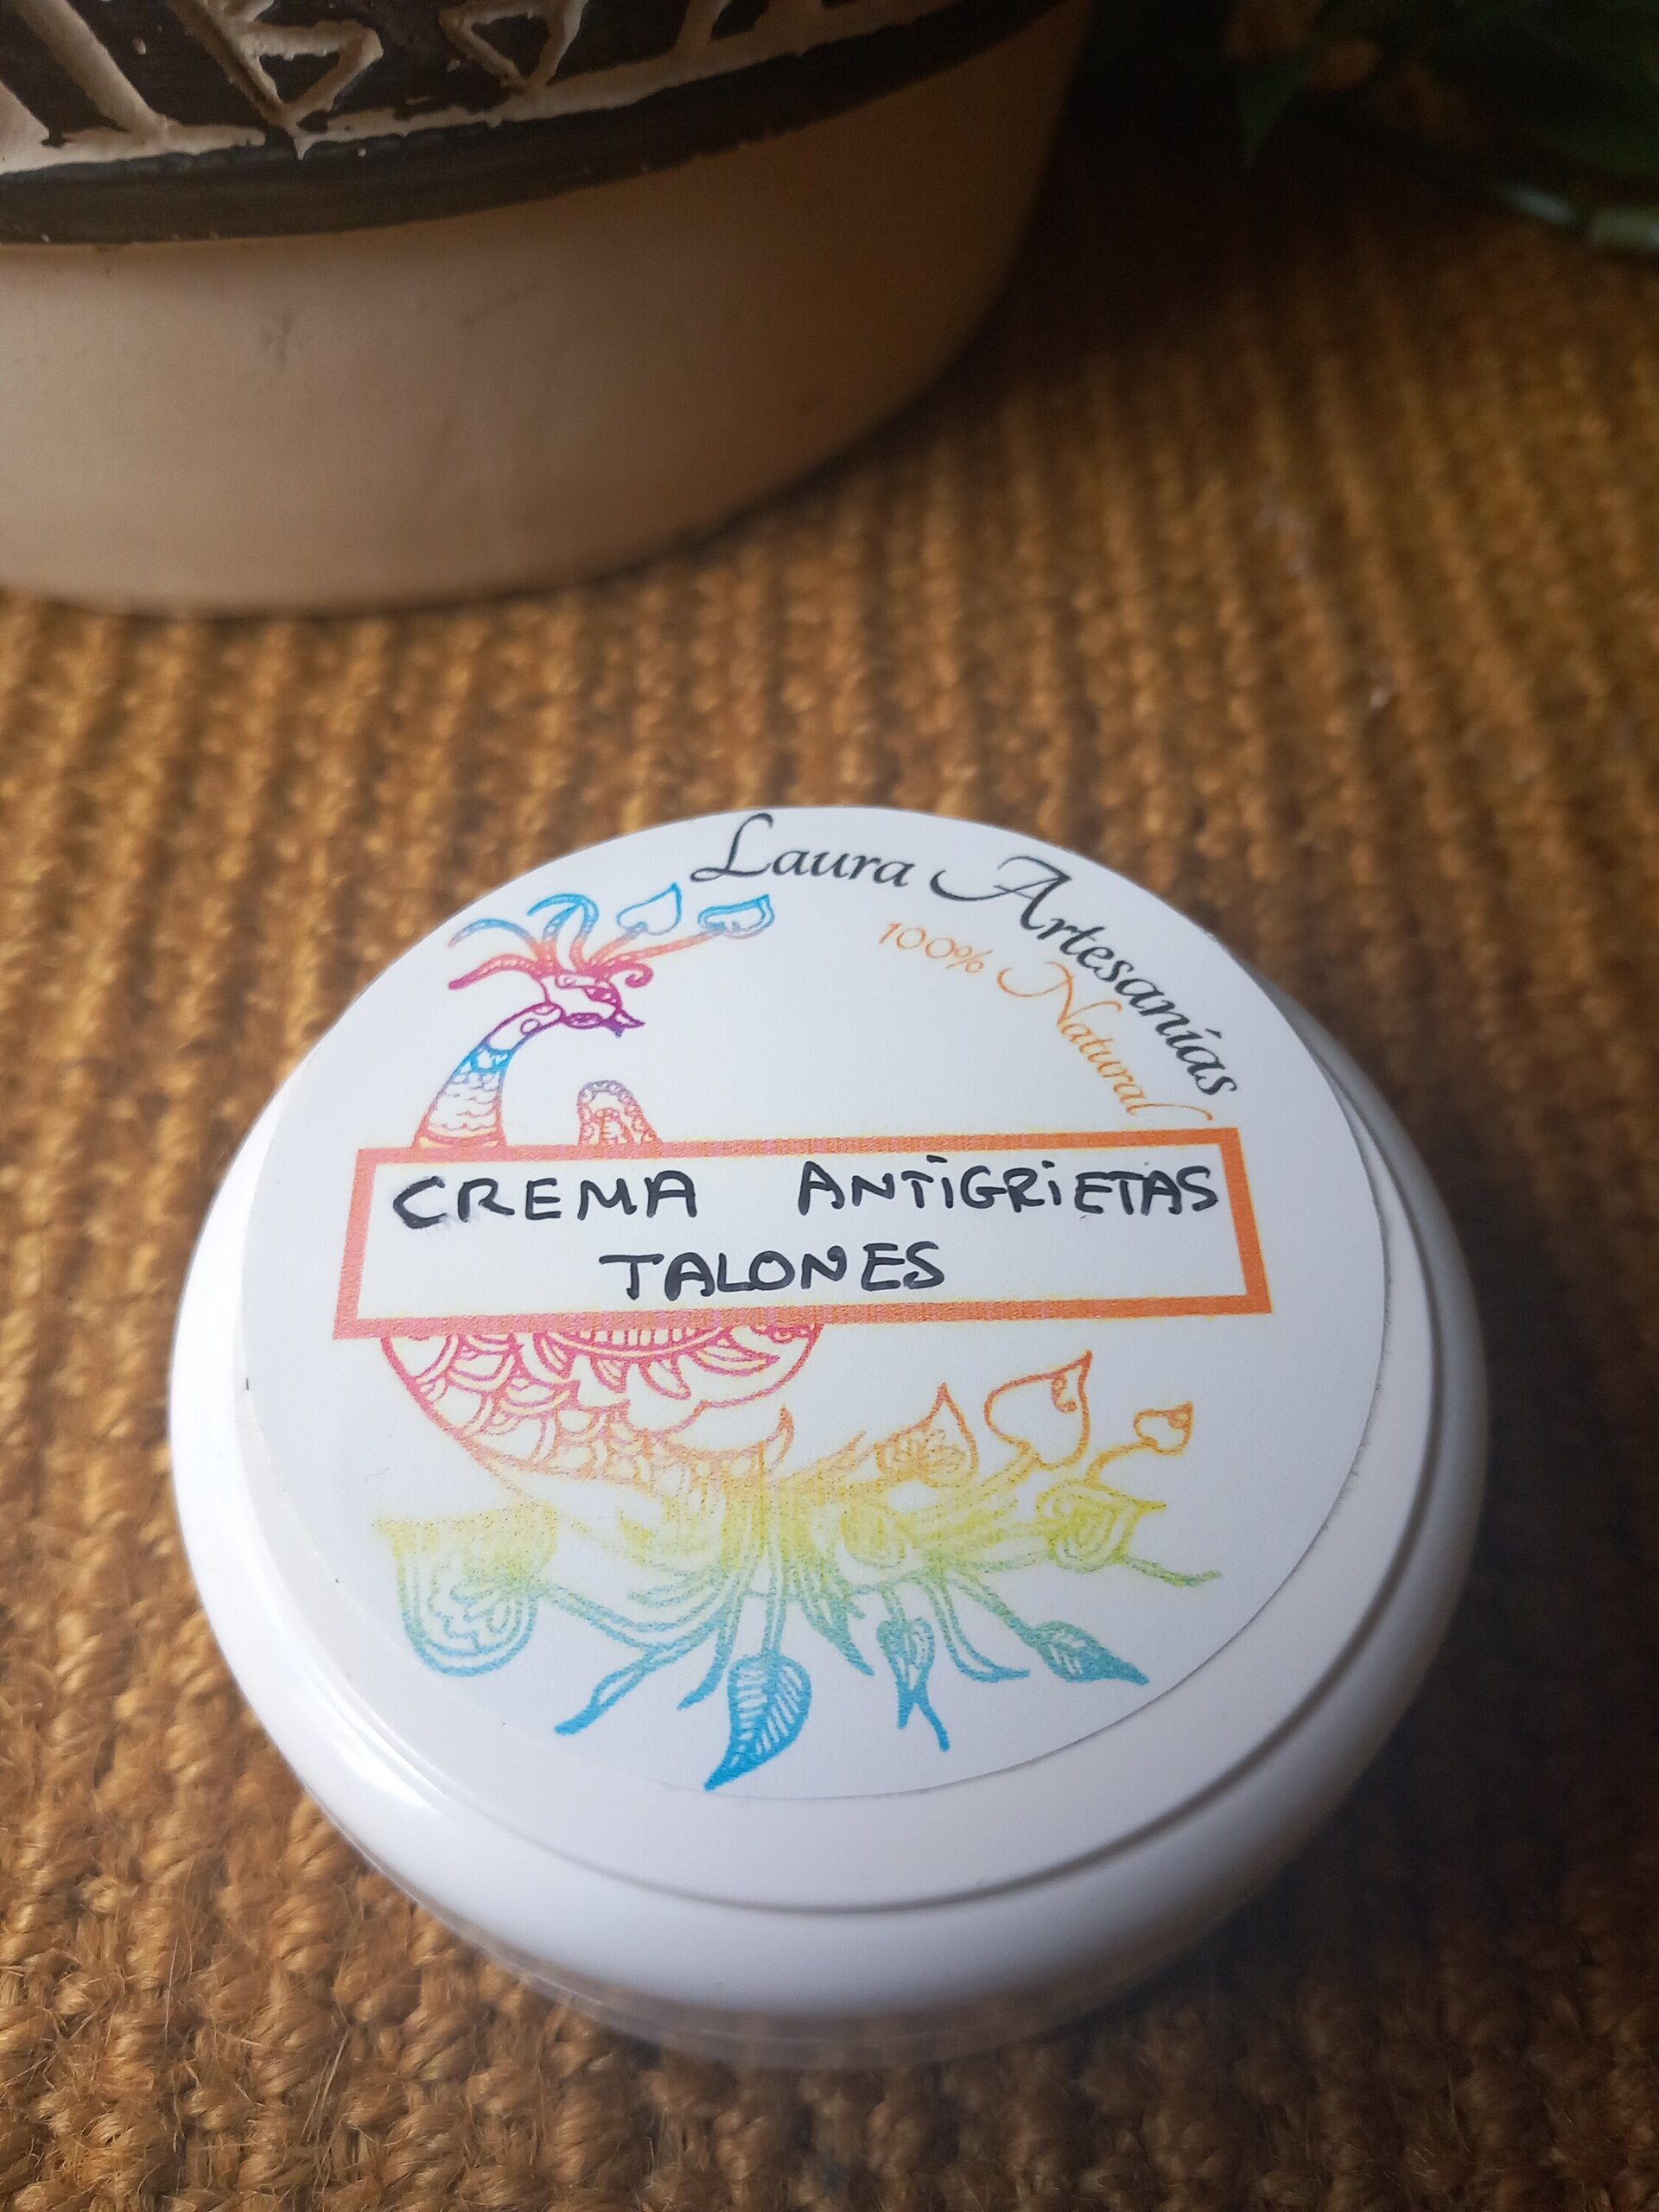 Laura Artesanías
100% Natural
CREMA ANTIGRIETAS
TALONES